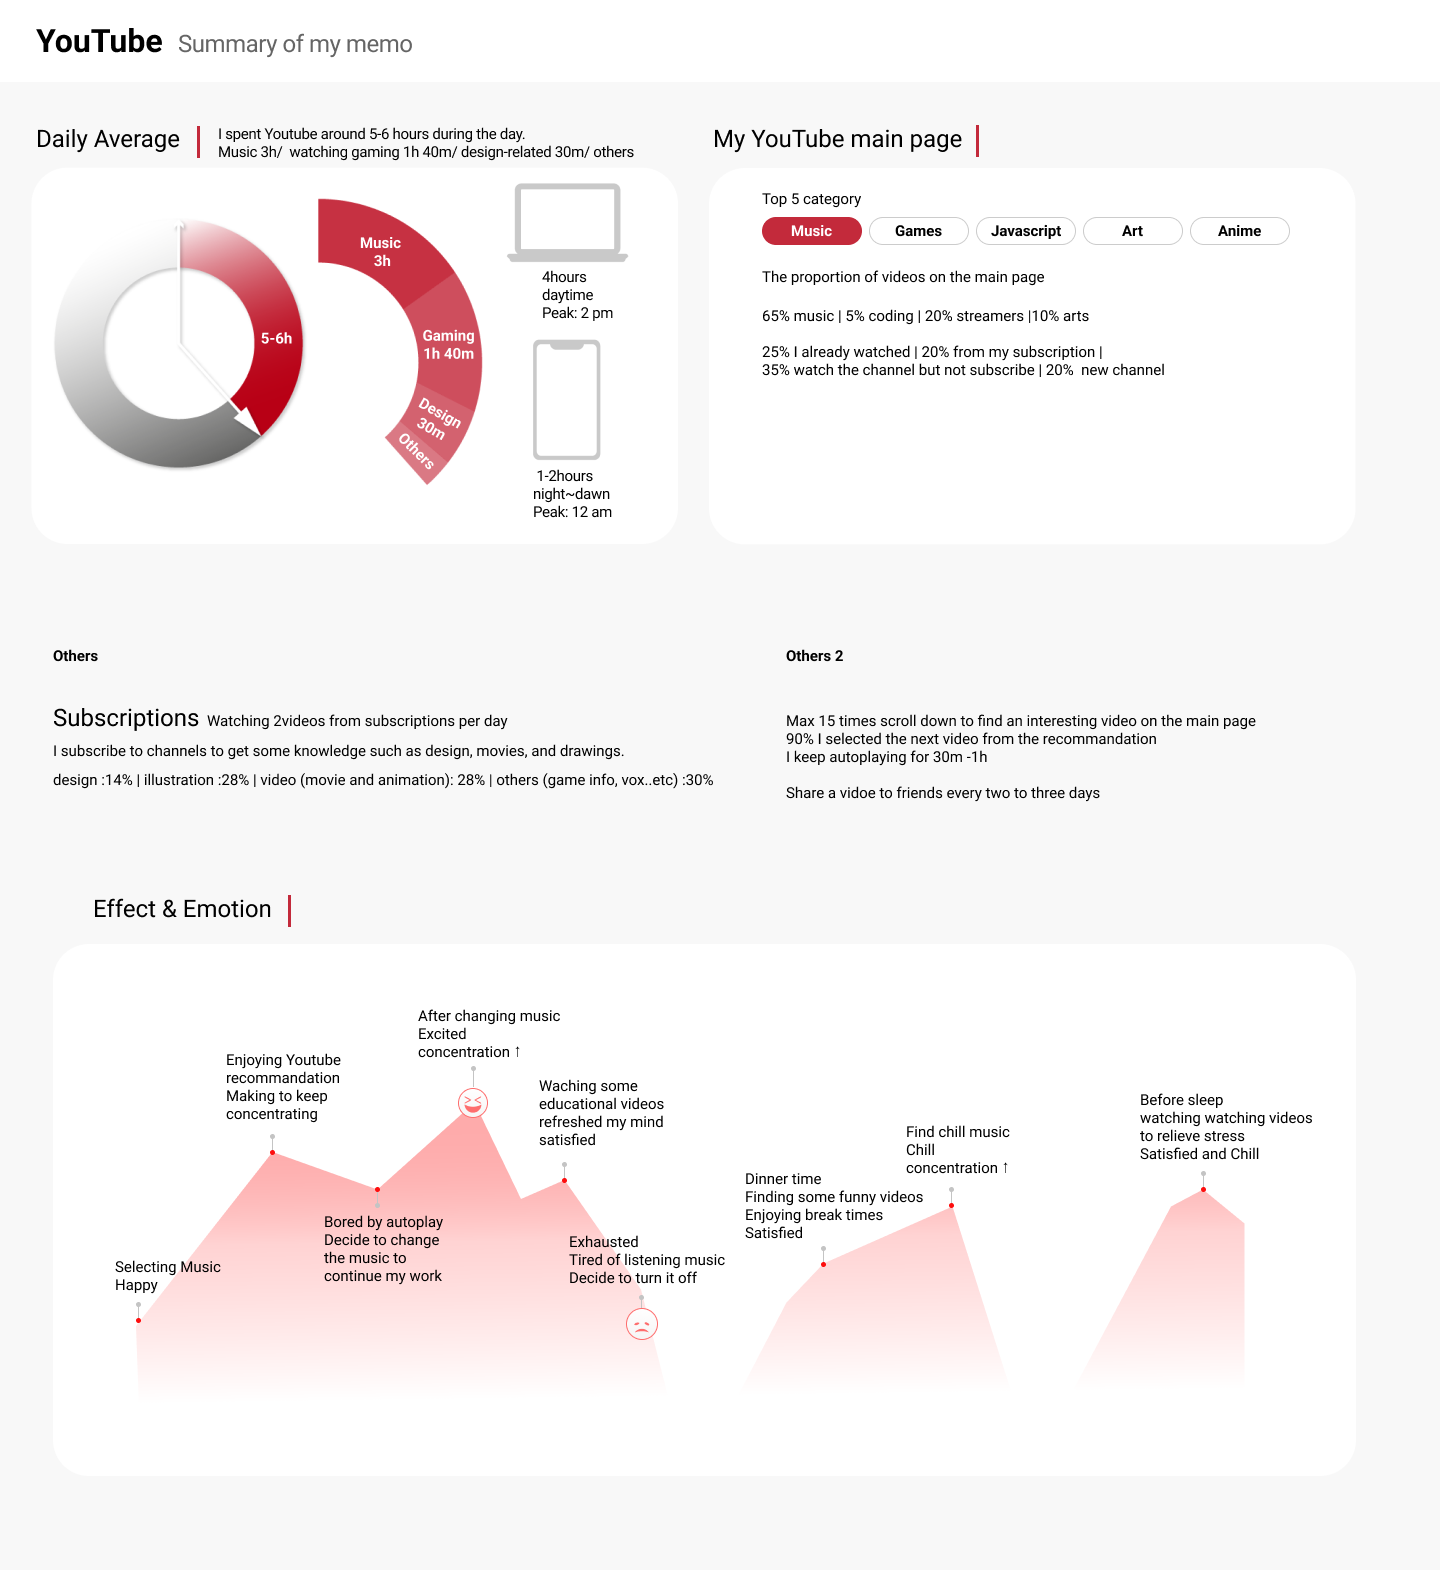 YouTube Summary of my memo
Daily Average
I spent Youtube around 5-6 hours during the day.
Music 3h/ watching gaming 1h 40m/ design-related 30m/ others
5-6h
Music
3h
Gaming
1h 40m
Design
30m
Others
4hours
daytime
Peak: 2 pm
1-2hours
night~dawn
Peak: 12 am
My YouTube main page
Top 5 category
Music Games Javascript Art Anime
The proportion of videos on the main page
65% music | 5% coding | 20% streamers |10% arts
25% I already watched | 20% from my subscription |
35% watch the channel but not subscribe | 20% new channel
Others
Subscriptions Watching 2videos from subscriptions per day
I subscribe to channels to get some knowledge such as design, movies, and drawings.
design :14% | illustration :28% | video (movie and animation): 28% | others (game info, vox..etc) :30%
Others 2
Max 15 times scroll down to find an interesting video on the main page
90% I selected the next video from the recommandation
I keep autoplaying for 30m -1h
Share a vidoe to friends every two to three days
Effect & Emotion
Selecting Music
Happy
Enjoying Youtube
recommandation
Making to keep
concentrating
Bored by autoplay
Decide to change
the music to
continue my work
After changing music
Excited
concentration ↑
Waching some
educational videos
refreshed my mind
satisfied
Exhausted
Tired of listening music
Decide to turn it off
Dinner time
Finding some funny videos
Enjoying break times
Satisfied
Find chill music
Chill
concentration ↑
Before sleep
watching watching videos
to relieve stress
Satisfied and Chill